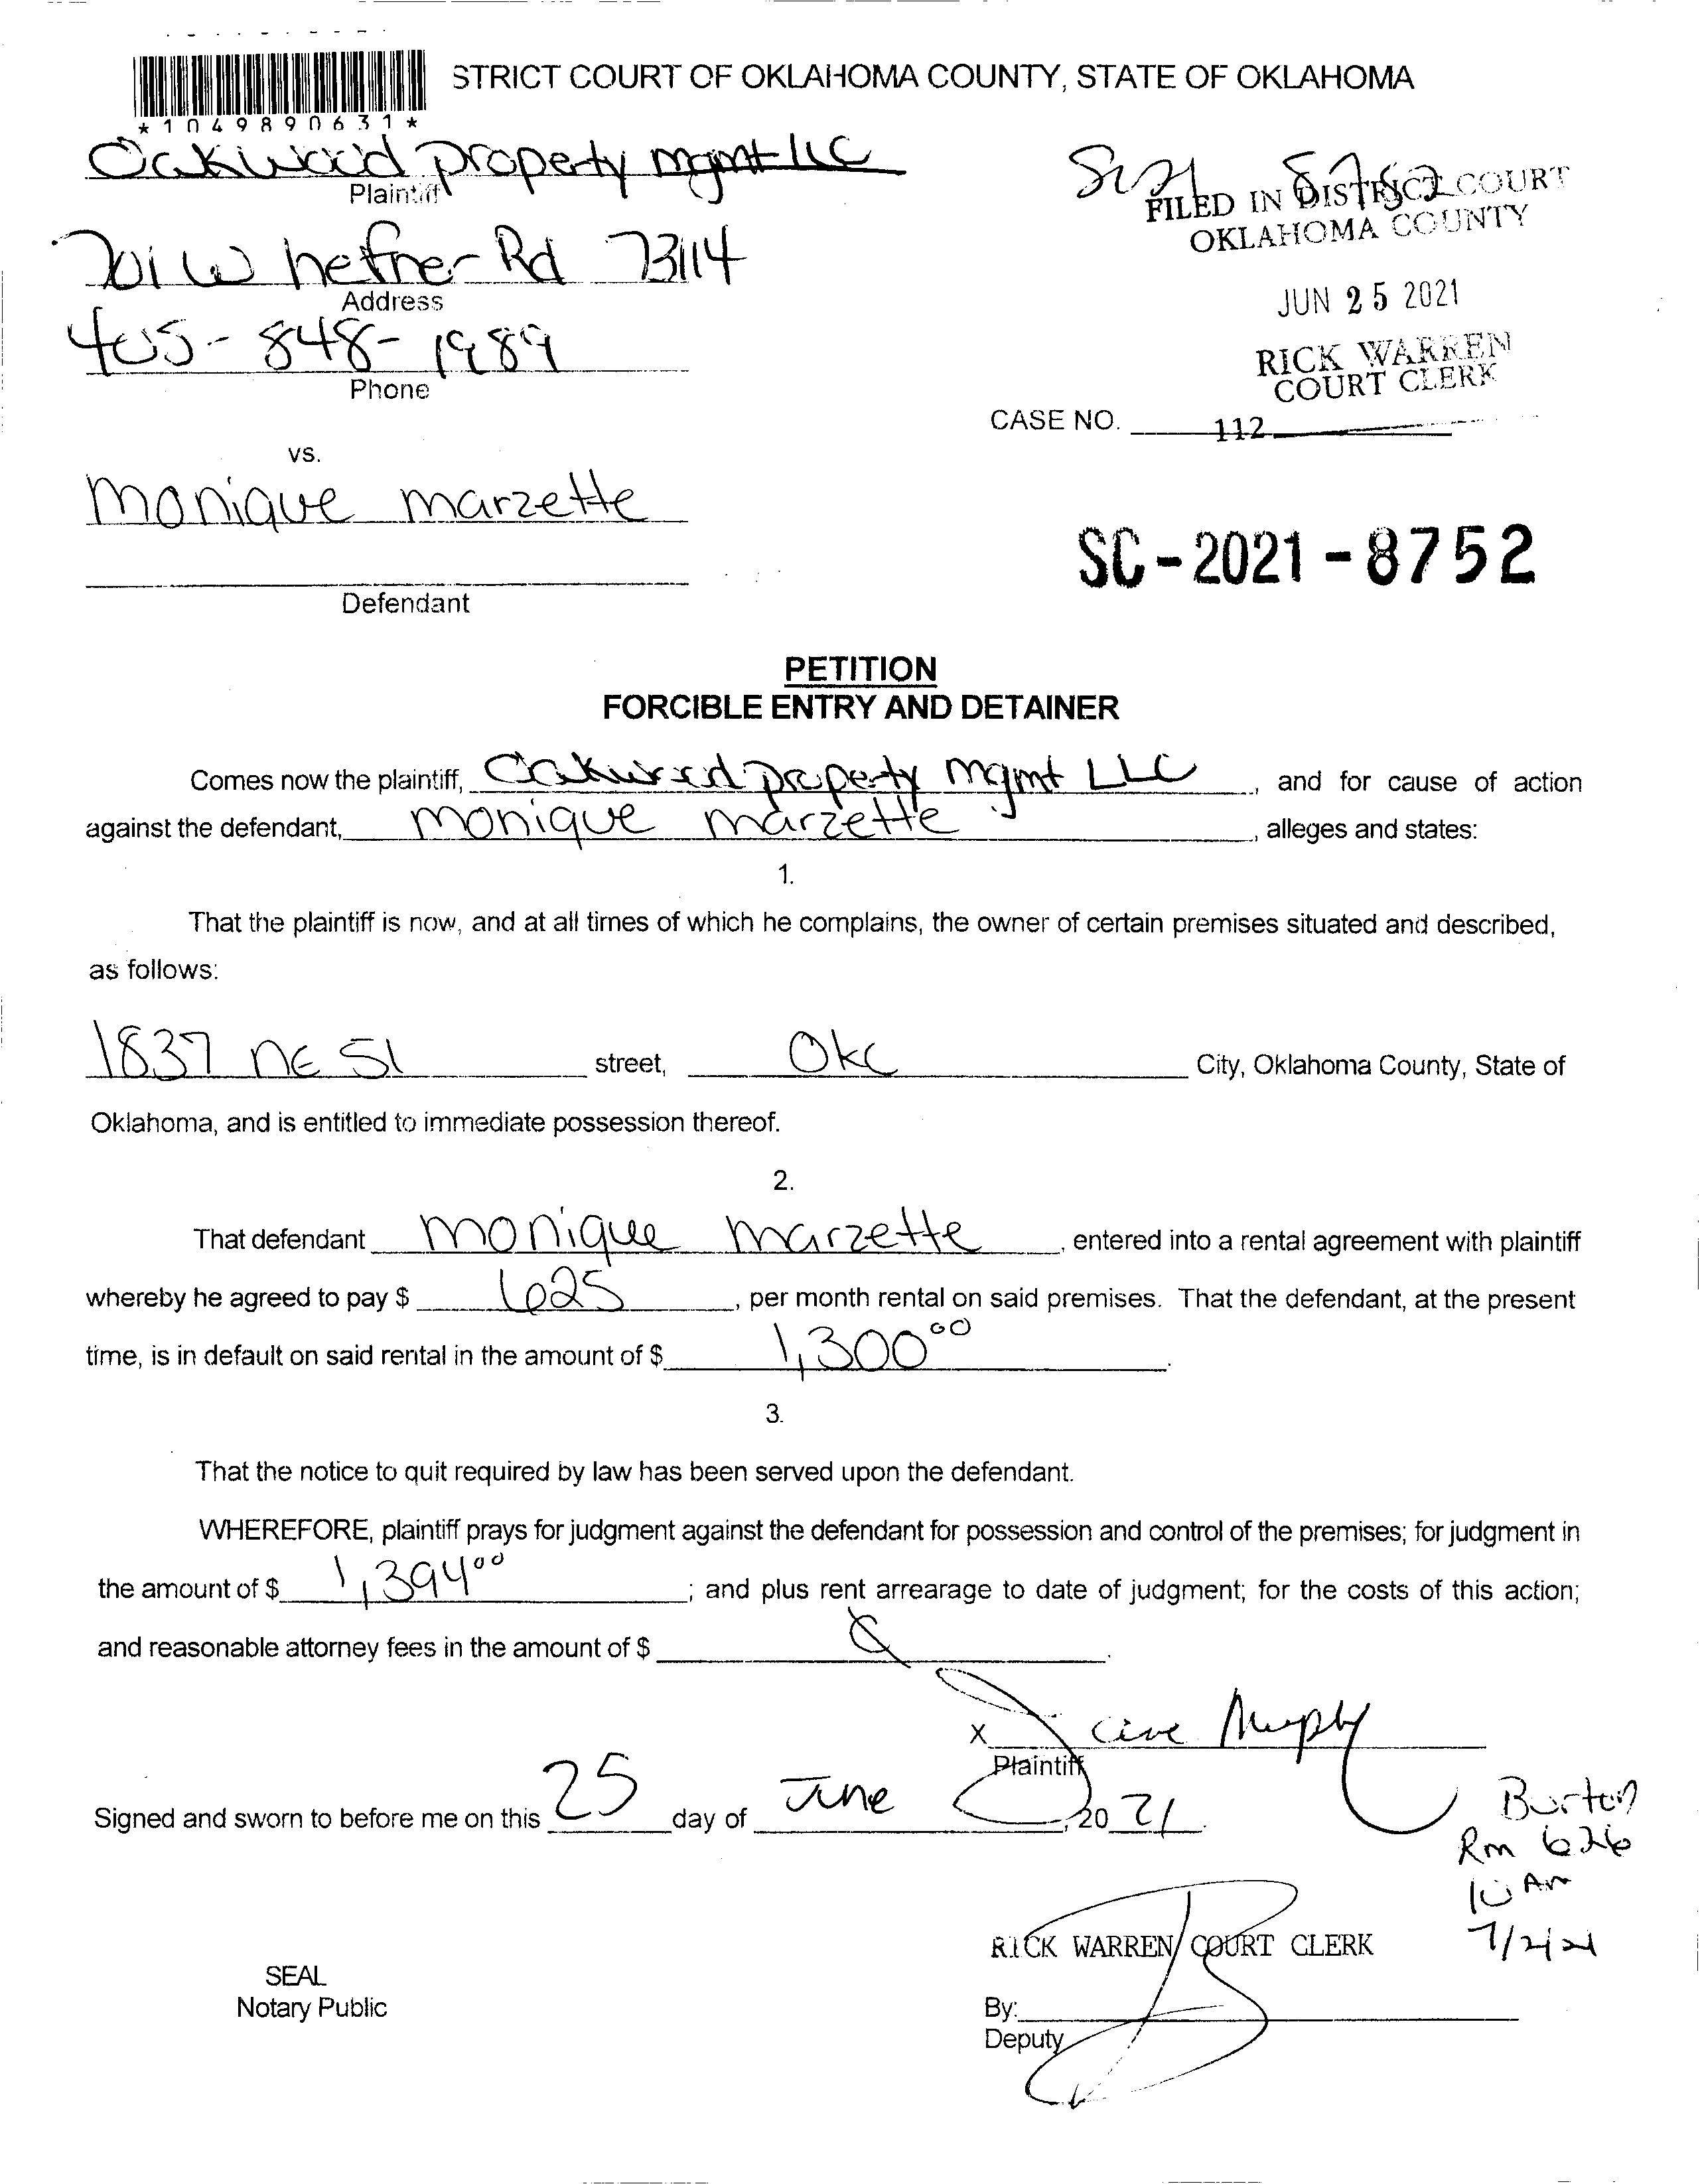 STRICT COURT OF OKLAHOMA COUNTY, STATE OF OKLAHOMA
*1049890631*
Oakwood property mgmt llc
Plaintiff
SC21 8752
FILED IN DISTRICT COURT
OKLAHOMA COUNTY
701 W hefner Rd 73114
Address
JUN 25 2021
405-848-1989
Phone
RICK WARREN
COURT CLERK
CASE NO. 112
vs.
monique marzette
SC-2021-8752
Defendant
PETITION
FORCIBLE ENTRY AND DETAINER
Comes now the plaintiff, Oakwood property mgmt LLC, and for cause of action
against the defendant, monique marzette, alleges and states:
1.
That the plaintiff is now, and at all times of which he complains, the owner of certain premises situated and described,
as follows:
1837 NE 51 street, Okc City, Oklahoma County, State of
Oklahoma, and is entitled to immediate possession thereof.
2.
That defendant monique marzette, entered into a rental agreement with plaintiff
whereby he agreed to pay $ 625, per month rental on said premises. That the defendant, at the present
time, is in default on said rental in the amount of $ 1,300 00.
3.
That the notice to quit required by law has been served upon the defendant.
WHEREFORE, plaintiff prays for judgment against the defendant for possession and control of the premises; for judgment in
the amount of $ 1,394 00; and plus rent arrearage to date of judgment; for the costs of this action;
and reasonable attorney fees in the amount of $
X Murphy
Plaintiff
Signed and sworn to before me on this 25 day of June, 20 21.
Burton
Rm 626
10 Am
7/2/21
RICK WARREN COURT CLERK
SEAL
Notary Public
By:
Deputy